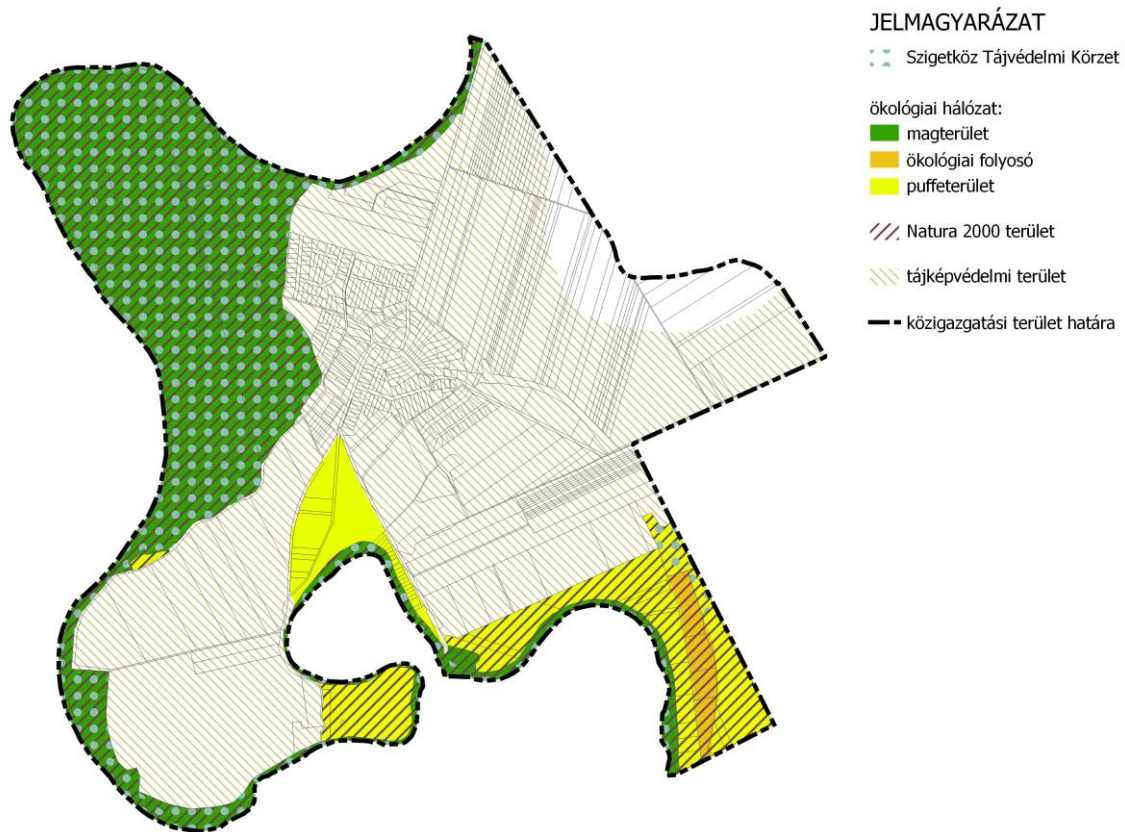 JELMAGYARÁZAT
Szigetköz Tájvédelmi Körzet
ökológiai hálózat:
magterület
ökológiai folyosó
puffeterület
Natura 2000 terület
tájképvédelmi terület
közigazgatási terület határa